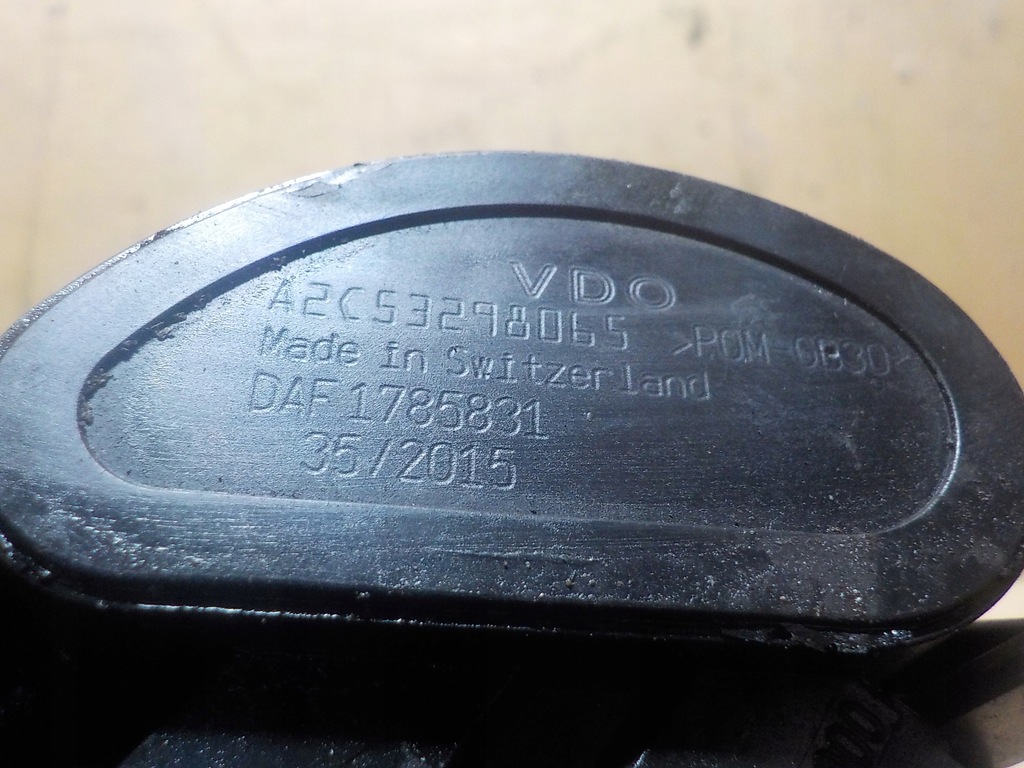 VDO
A2C53298065 >POM-GB30<
Made in Switzerland
DAF 1785831
35/2015